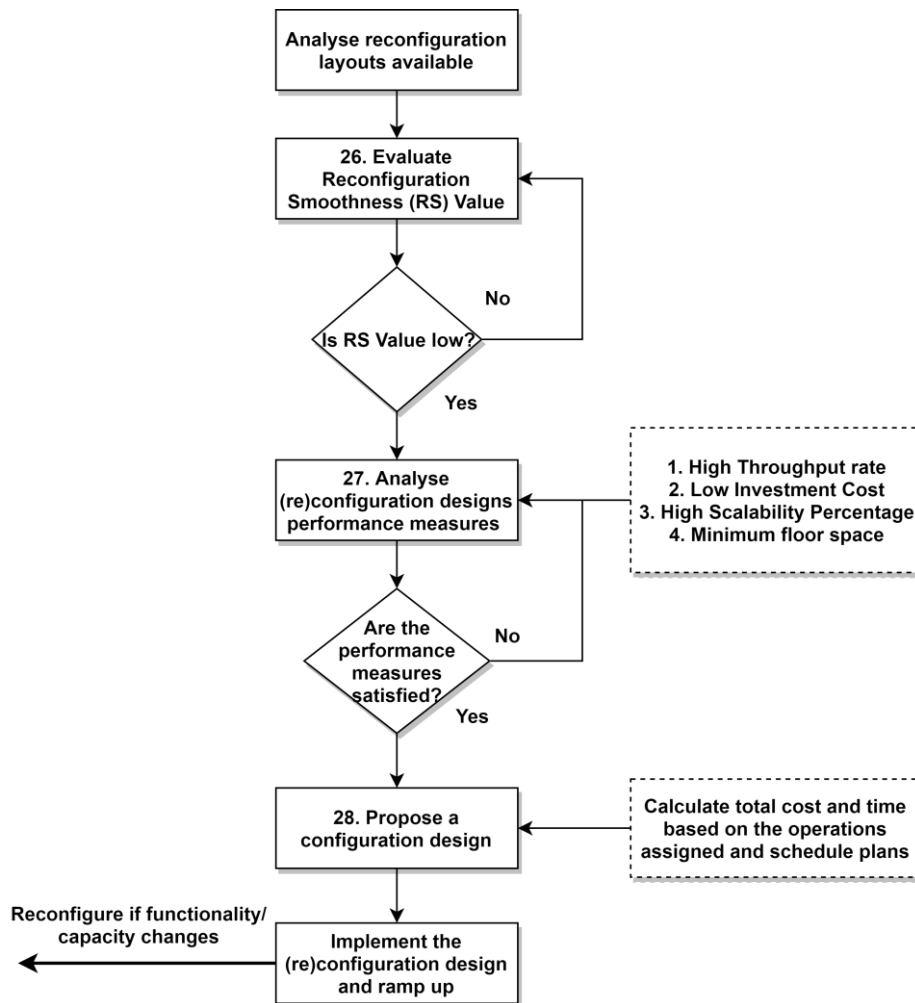 Analyse reconfiguration
layouts available
26. Evaluate
Reconfiguration
Smoothness (RS) Value
No
Is RS Value low?
Yes
27. Analyse
(re)configuration designs
performance measures
1. High Throughput rate
2. Low Investment Cost
3. High Scalability Percentage
4. Minimum floor space
Are the
performance
measures
satisfied?
No
Yes
28. Propose a
configuration design
Calculate total cost and time
based on the operations
assigned and schedule plans
Reconfigure if functionality/
capacity changes
Implement the
(re)configuration design
and ramp up